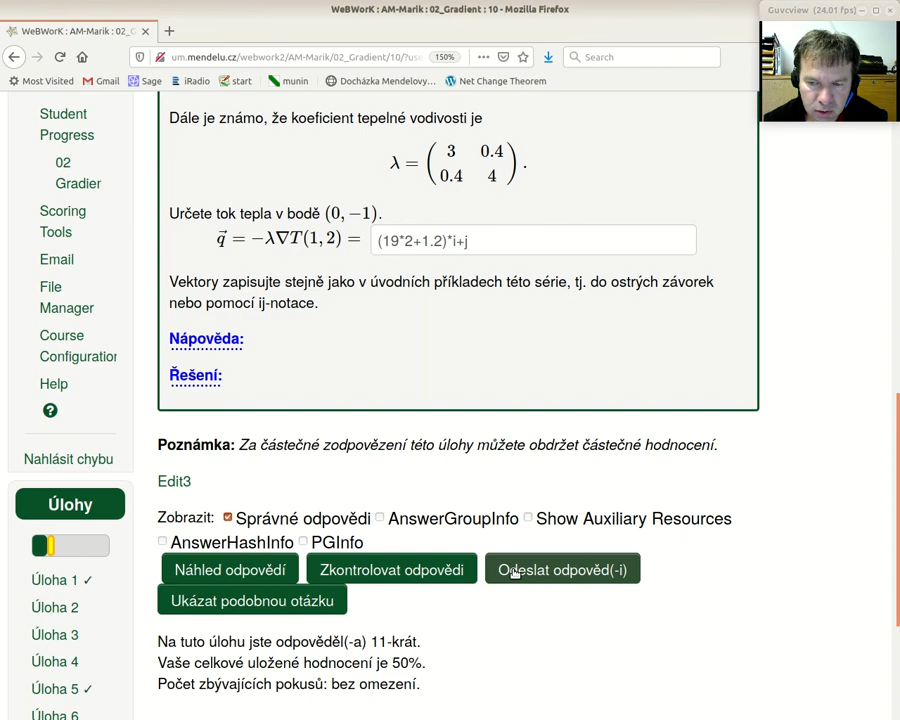 WeBWorK : AM-Marik : 02_Gradient : 10 - Mozilla Firefox
Guvcview (24.01 fps)
WeBWorK : AM-Marik : 02_G
um.mendelu.cz/webwork2/AM-Marik/02_Gradient/10/?use
150%
Search
Most Visited
Gmail
Sage
iRadio
start
munin
Docházka Mendelovy...
Net Change Theorem
Student
Progress
02
Gradier
Scoring
Tools
Email
File
Manager
Course
Configuration
Help
Nahlásit chybu
Úlohy
Úloha 1 ✓
Úloha 2
Úloha 3
Úloha 4
Úloha 5 ✓
Úloha 6
Dále je známo, že koeficient tepelné vodivosti je
λ = ( 3 0.4
0.4 4 ) .
Určete tok tepla v bodě (0, −1).
q⃗ = −λ∇T(1, 2) = (19*2+1.2)*i+j
Vektory zapisujte stejně jako v úvodních příkladech této série, tj. do ostrých závorek
nebo pomocí ij-notace.
Nápověda:
Řešení:
Poznámka: Za částečné zodpovězení této úlohy můžete obdržet částečné hodnocení.
Edit3
Zobrazit: Správné odpovědi AnswerGroupInfo Show Auxiliary Resources
AnswerHashInfo PGInfo
Náhled odpovědí Zkontrolovat odpovědi Odeslat odpověd(-i)
Ukázat podobnou otázku
Na tuto úlohu jste odpověděl(-a) 11-krát.
Vaše celkové uložené hodnocení je 50%.
Počet zbývajících pokusů: bez omezení.